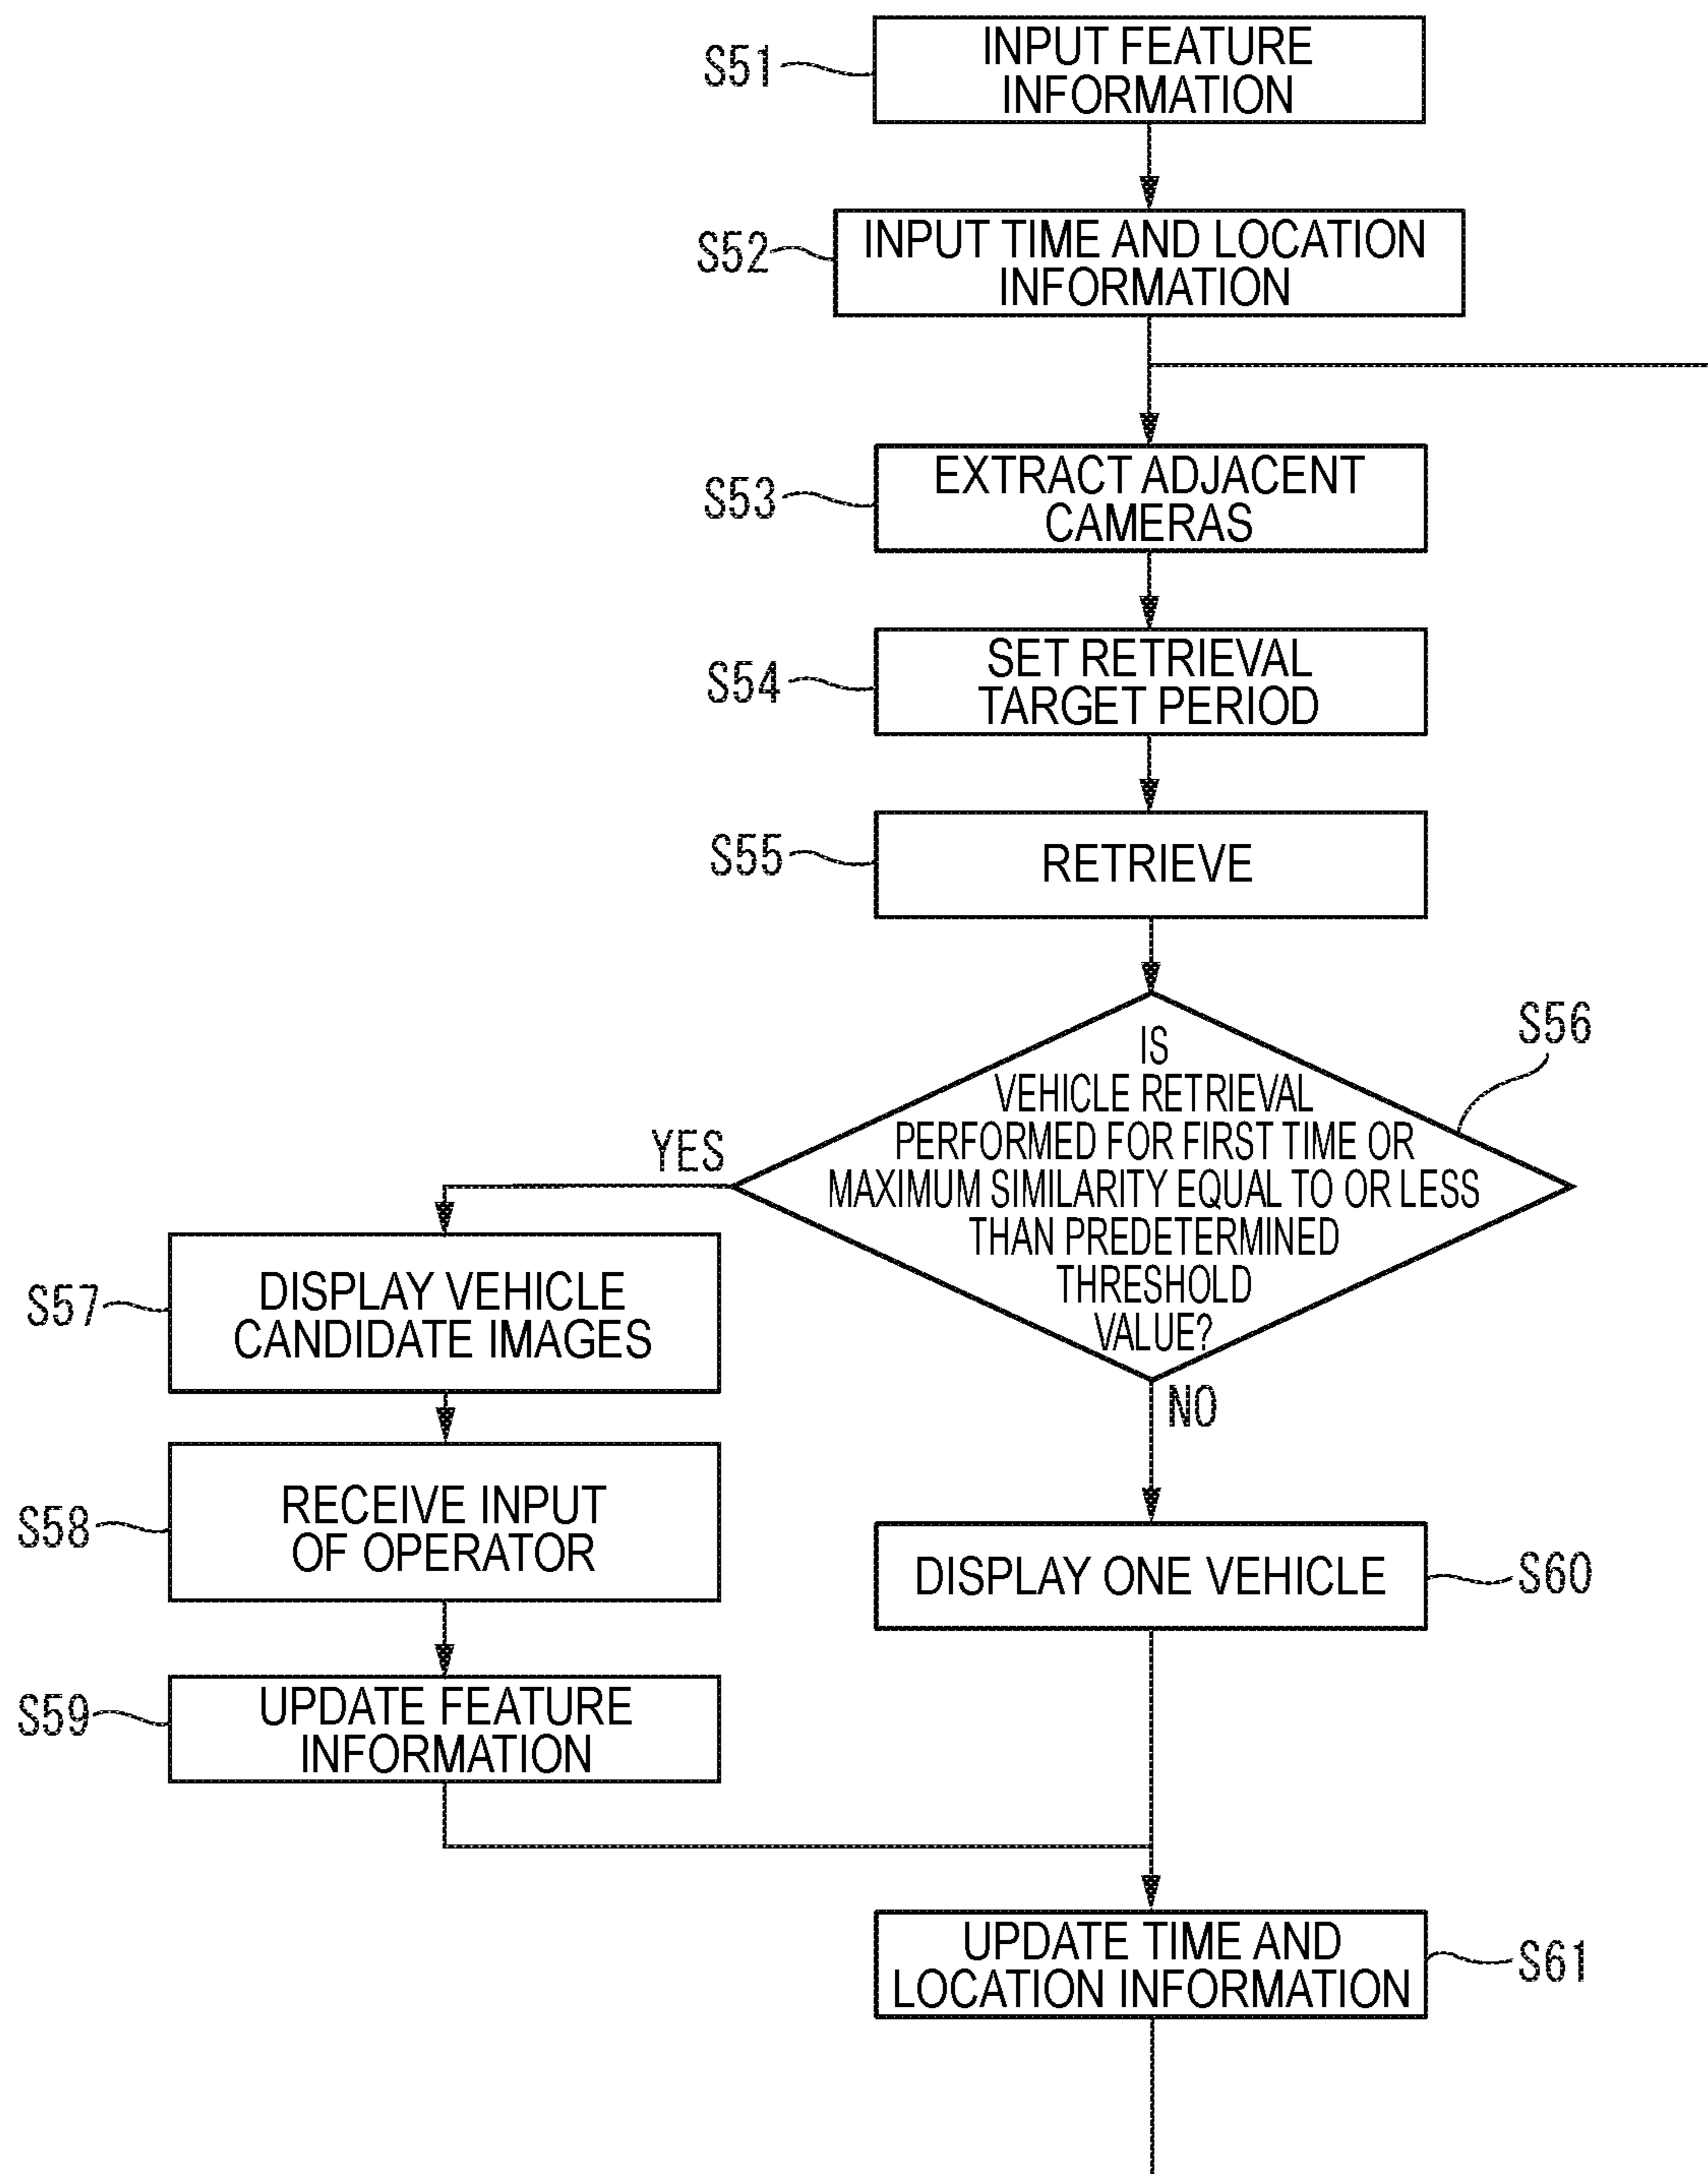 S51
INPUT FEATURE
INFORMATION
S52
INPUT TIME AND LOCATION
INFORMATION
S53
EXTRACT ADJACENT
CAMERAS
S54
SET RETRIEVAL
TARGET PERIOD
S55
RETRIEVE
S56
IS
VEHICLE RETRIEVAL
PERFORMED FOR FIRST TIME OR
MAXIMUM SIMILARITY EQUAL TO OR LESS
THAN PREDETERMINED
THRESHOLD
VALUE?
YES
S57
DISPLAY VEHICLE
CANDIDATE IMAGES
S58
RECEIVE INPUT
OF OPERATOR
S59
UPDATE FEATURE
INFORMATION
NO
DISPLAY ONE VEHICLE
S60
UPDATE TIME AND
LOCATION INFORMATION
S61